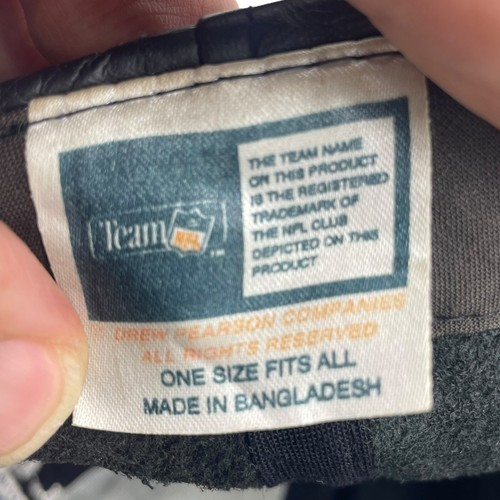 Team NFL TM
THE TEAM NAME
ON THIS PRODUCT
IS THE REGISTERED
TRADEMARK OF
THE NFL CLUB
DEPICTED ON THIS
PRODUCT
DREW PEARSON COMPANIES
ALL RIGHTS RESERVED
ONE SIZE FITS ALL
MADE IN BANGLADESH